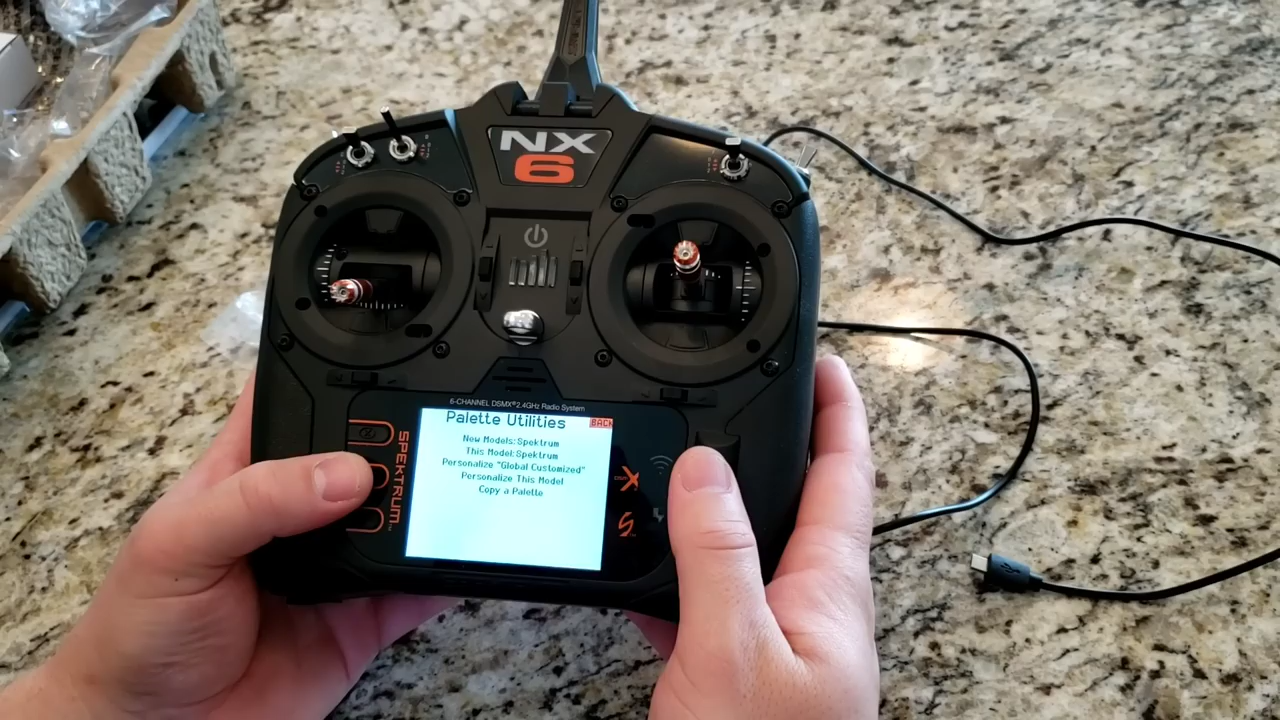 NX
6
6-CHANNEL DSMX® 2.4GHz Radio System
SPEKTRUM
Palette Utilities
BACK
New Models:Spektrum
This Model:Spektrum
Personalize "Global Customized"
Personalize This Model
Copy a Palette
X